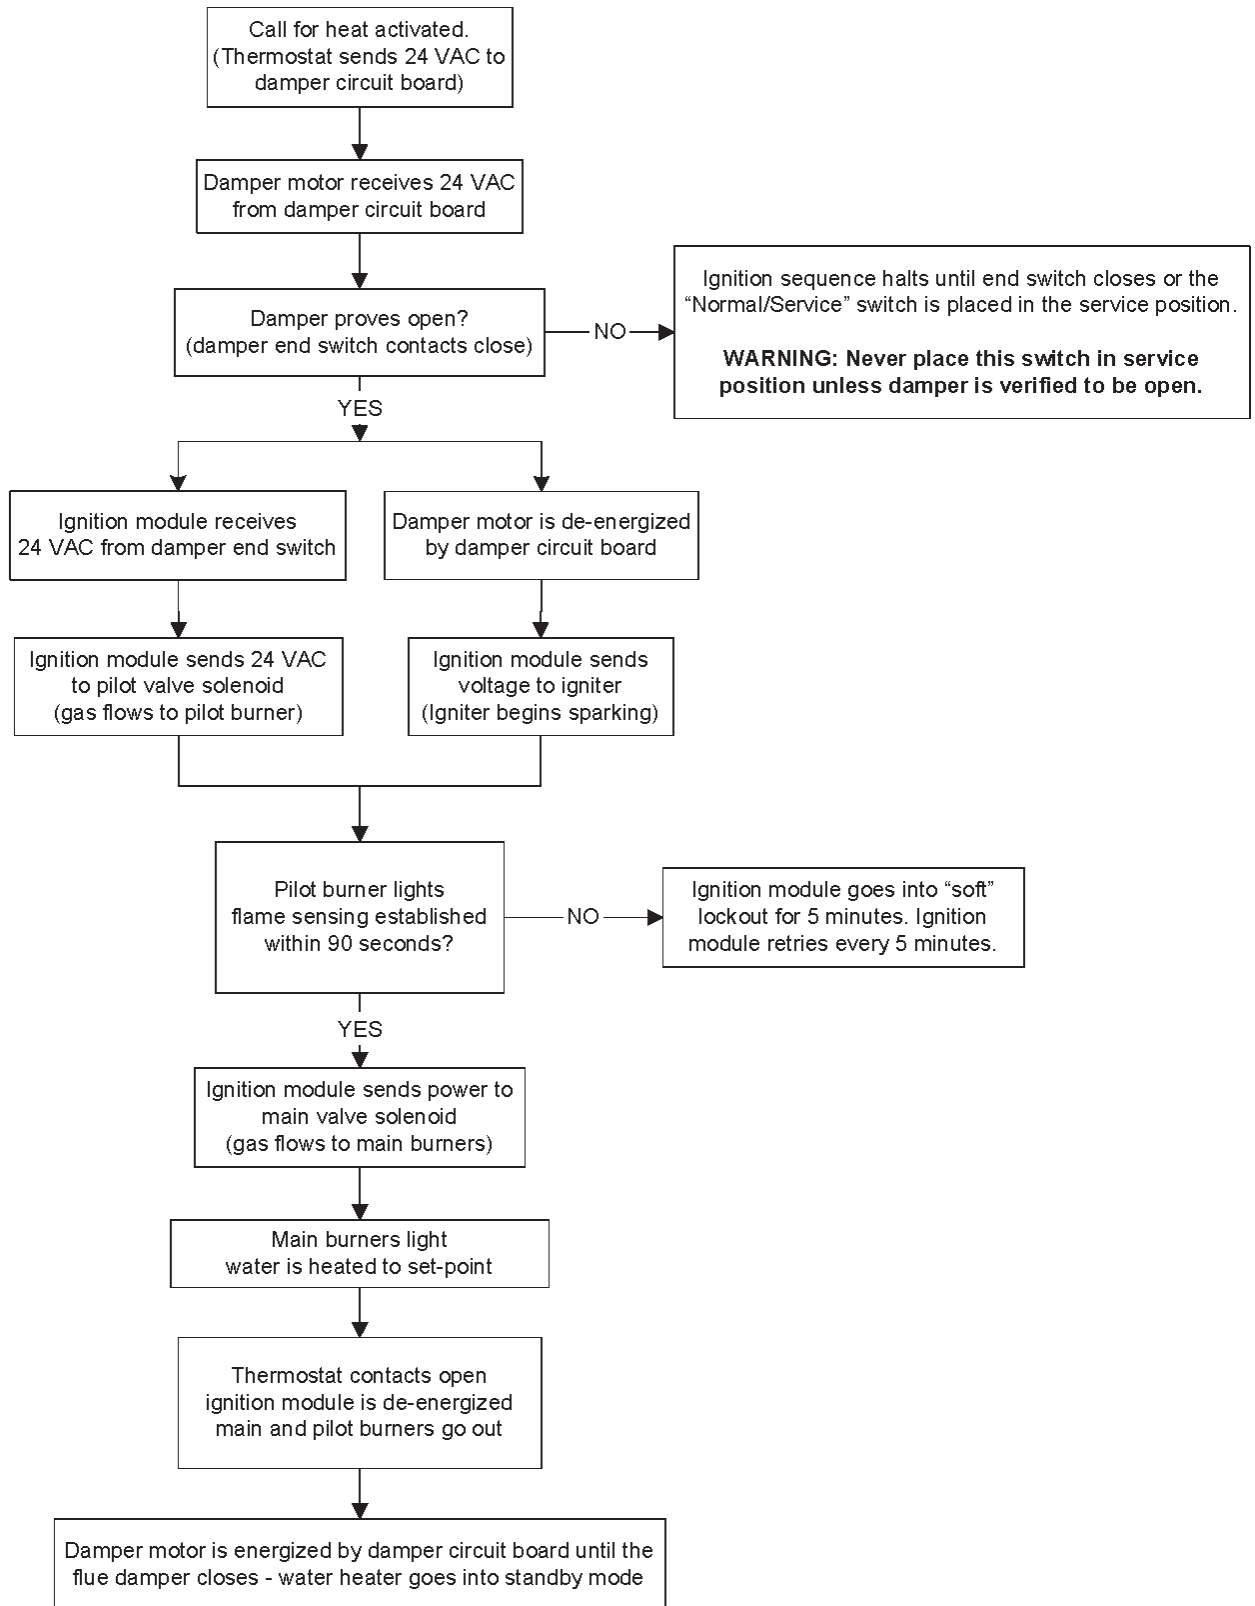 Call for heat activated.
(Thermostat sends 24 VAC to
damper circuit board)
Damper motor receives 24 VAC
from damper circuit board
Damper proves open?
(damper end switch contacts close)
NO
Ignition sequence halts until end switch closes or the
“Normal/Service” switch is placed in the service position.
WARNING: Never place this switch in service
position unless damper is verified to be open.
YES
Ignition module receives
24 VAC from damper end switch
Damper motor is de-energized
by damper circuit board
Ignition module sends 24 VAC
to pilot valve solenoid
(gas flows to pilot burner)
Ignition module sends
voltage to igniter
(Igniter begins sparking)
Pilot burner lights
flame sensing established
within 90 seconds?
NO
Ignition module goes into “soft”
lockout for 5 minutes. Ignition
module retries every 5 minutes.
YES
Ignition module sends power to
main valve solenoid
(gas flows to main burners)
Main burners light
water is heated to set-point
Thermostat contacts open
ignition module is de-energized
main and pilot burners go out
Damper motor is energized by damper circuit board until the
flue damper closes - water heater goes into standby mode